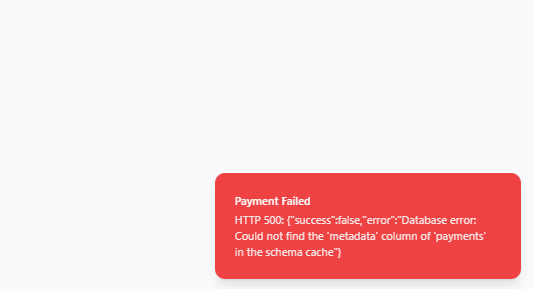 Payment Failed
HTTP 500: {"success":false,"error":"Database error:
Could not find the 'metadata' column of 'payments'
in the schema cache"}